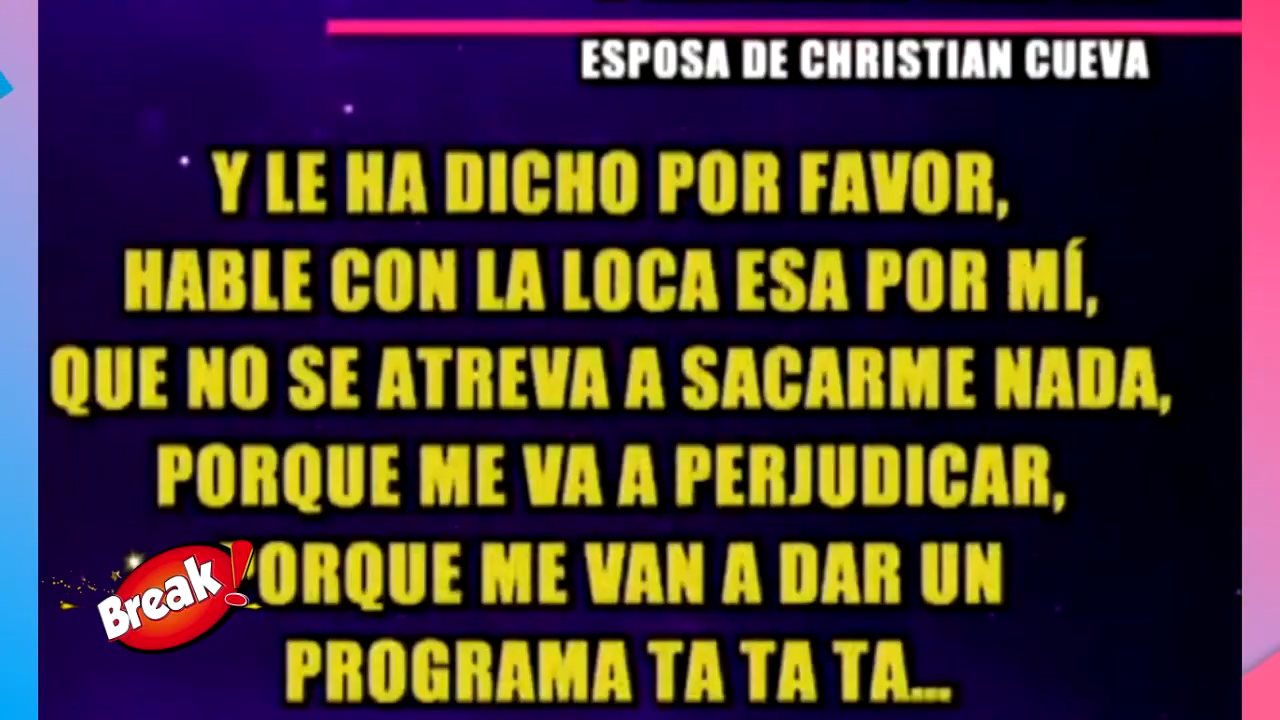 ESPOSA DE CHRISTIAN CUEVA
Y LE HA DICHO POR FAVOR,
HABLE CON LA LOCA ESA POR MÍ,
QUE NO SE ATREVA A SACARME NADA,
PORQUE ME VA A PERJUDICAR,
PORQUE ME VAN A DAR UN
PROGRAMA TA TA TA...
Break!